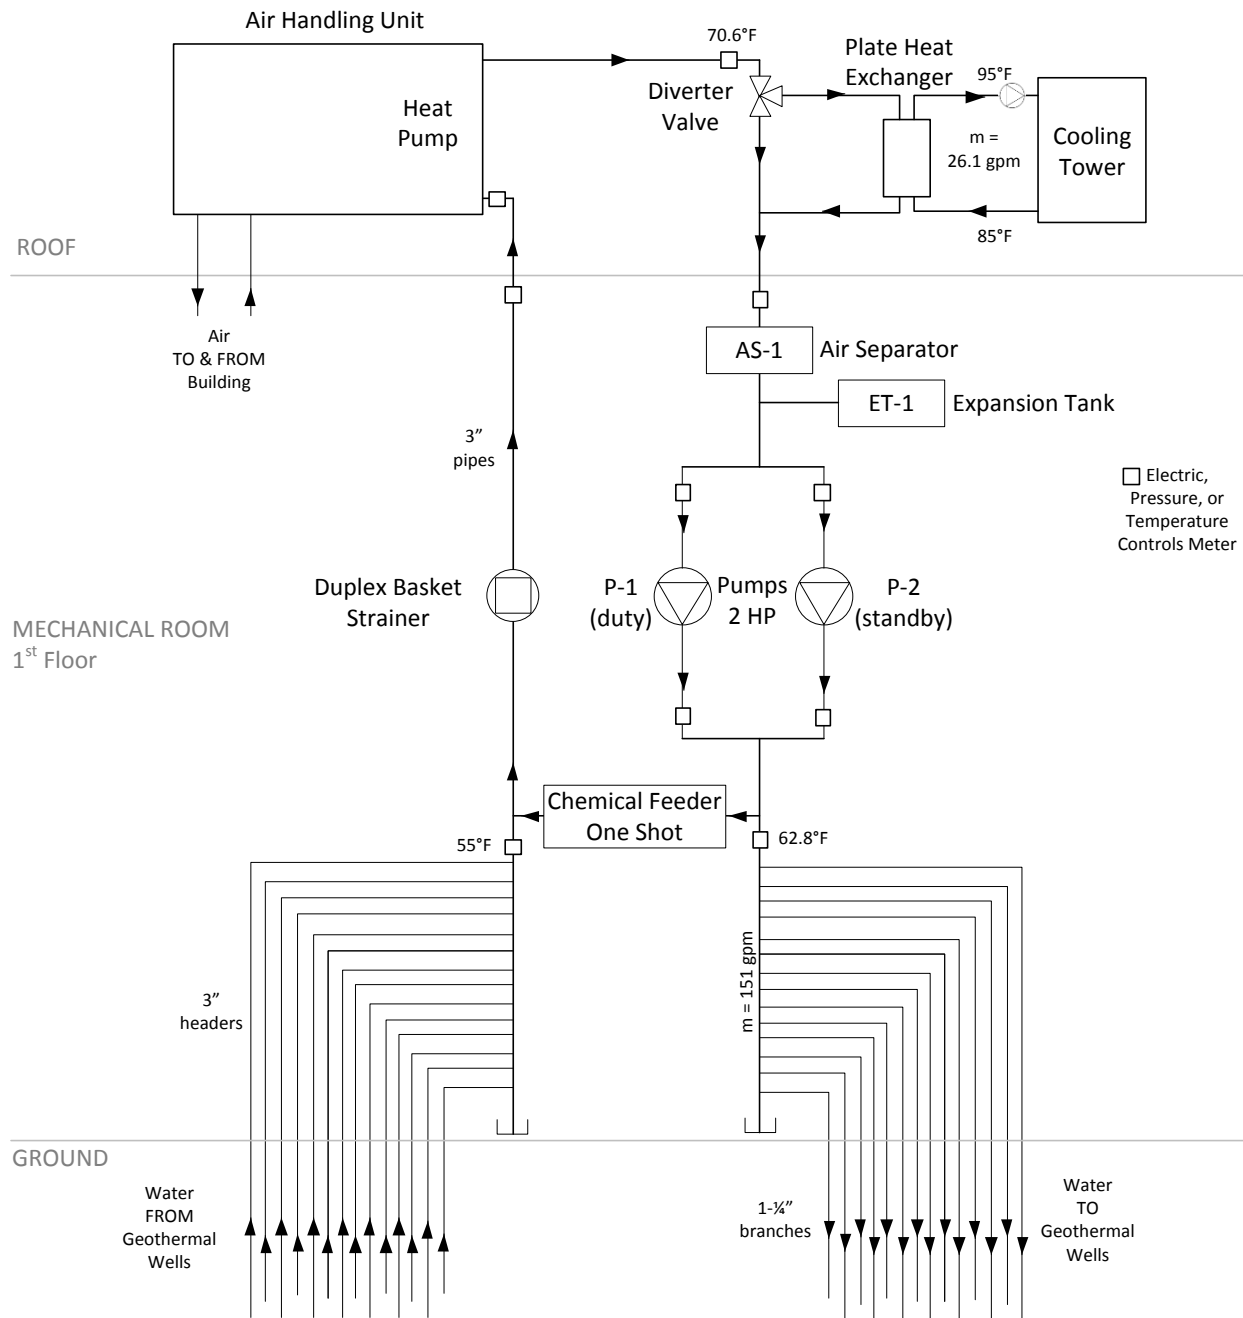 Air Handling Unit
70.6°F
Plate Heat
Exchanger
95°F
Diverter
Valve
Heat
Pump
m =
26.1 gpm
Cooling
Tower
85°F
ROOF
Air
TO & FROM
Building
AS-1
Air Separator
ET-1
Expansion Tank
3”
pipes
Electric,
Pressure, or
Temperature
Controls Meter
Duplex Basket
Strainer
P-1
(duty)
Pumps
2 HP
P-2
(standby)
MECHANICAL ROOM
1st Floor
Chemical Feeder
One Shot
55°F
62.8°F
m = 151 gpm
3”
headers
GROUND
Water
FROM
Geothermal
Wells
1-¼”
branches
Water
TO
Geothermal
Wells